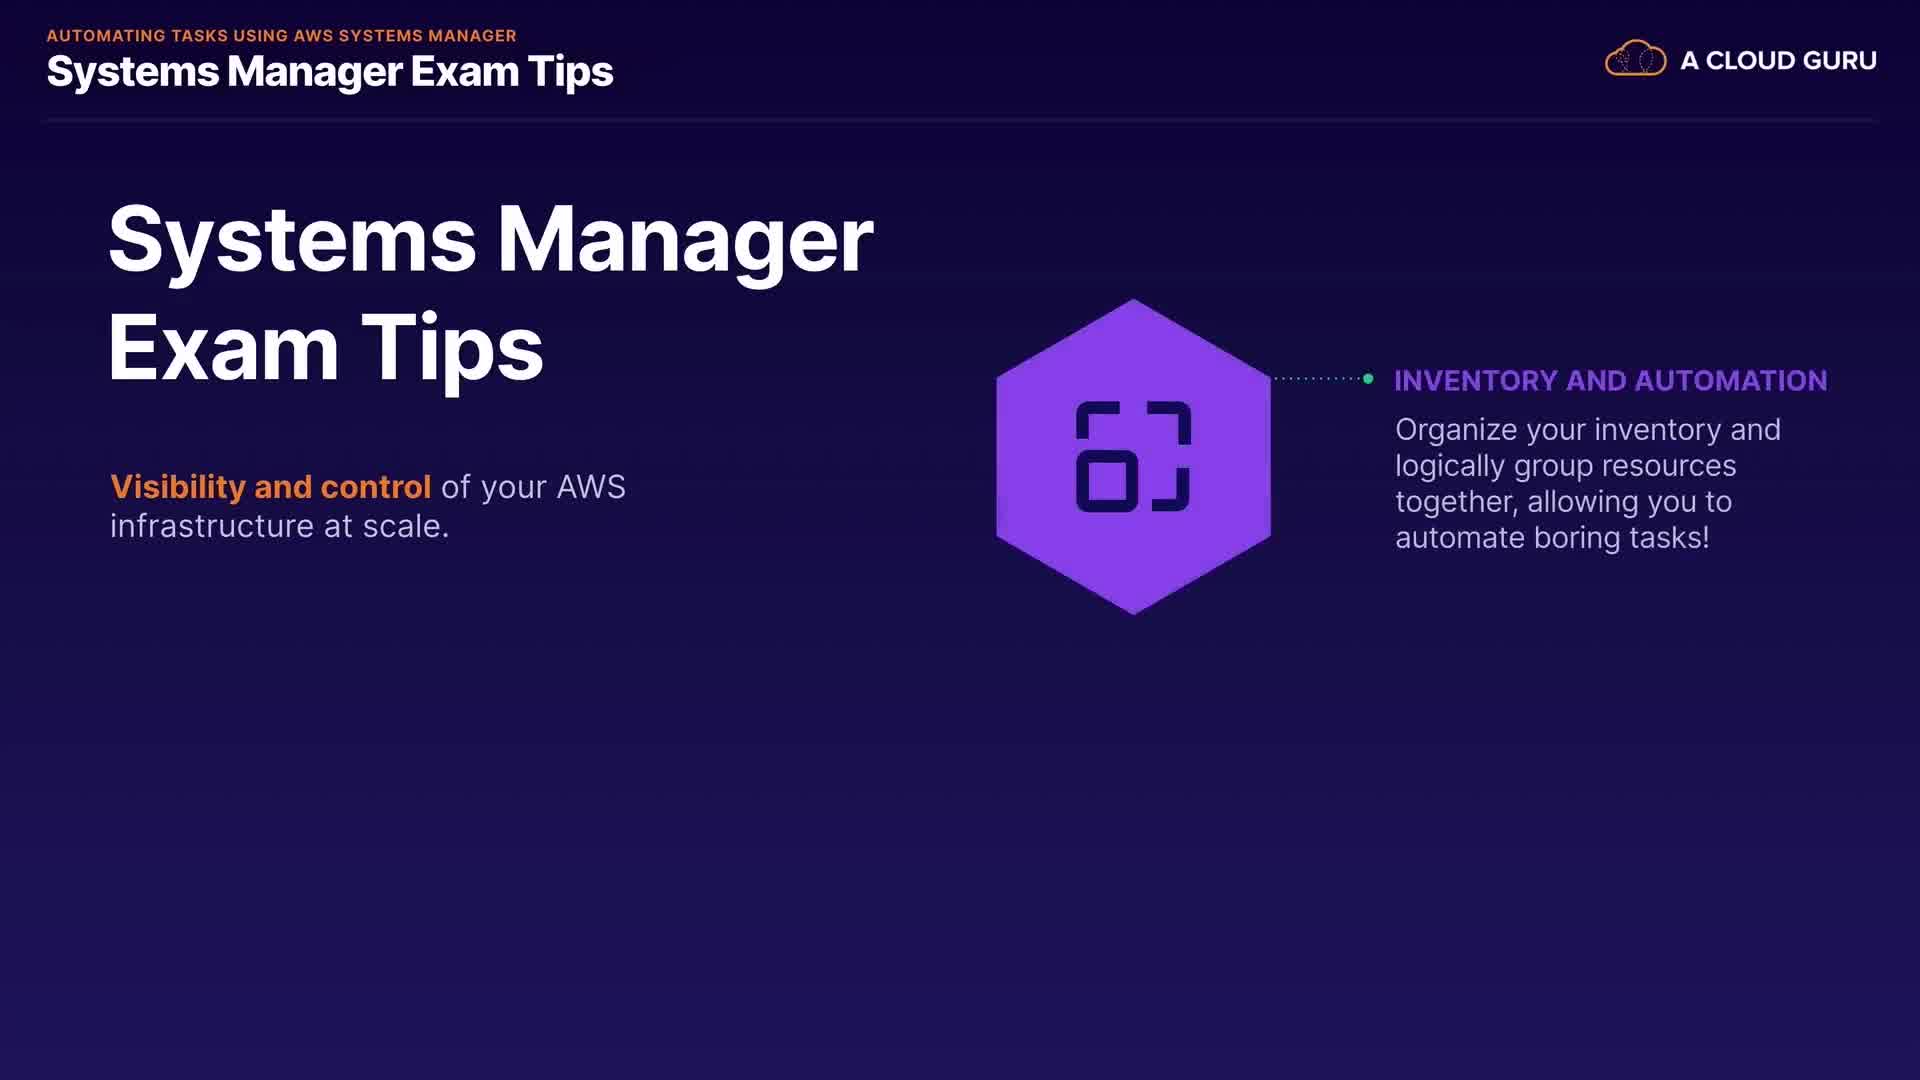 AUTOMATING TASKS USING AWS SYSTEMS MANAGER
Systems Manager Exam Tips
A CLOUD GURU
Systems Manager
Exam Tips
Visibility and control of your AWS
infrastructure at scale.
INVENTORY AND AUTOMATION
Organize your inventory and
logically group resources
together, allowing you to
automate boring tasks!